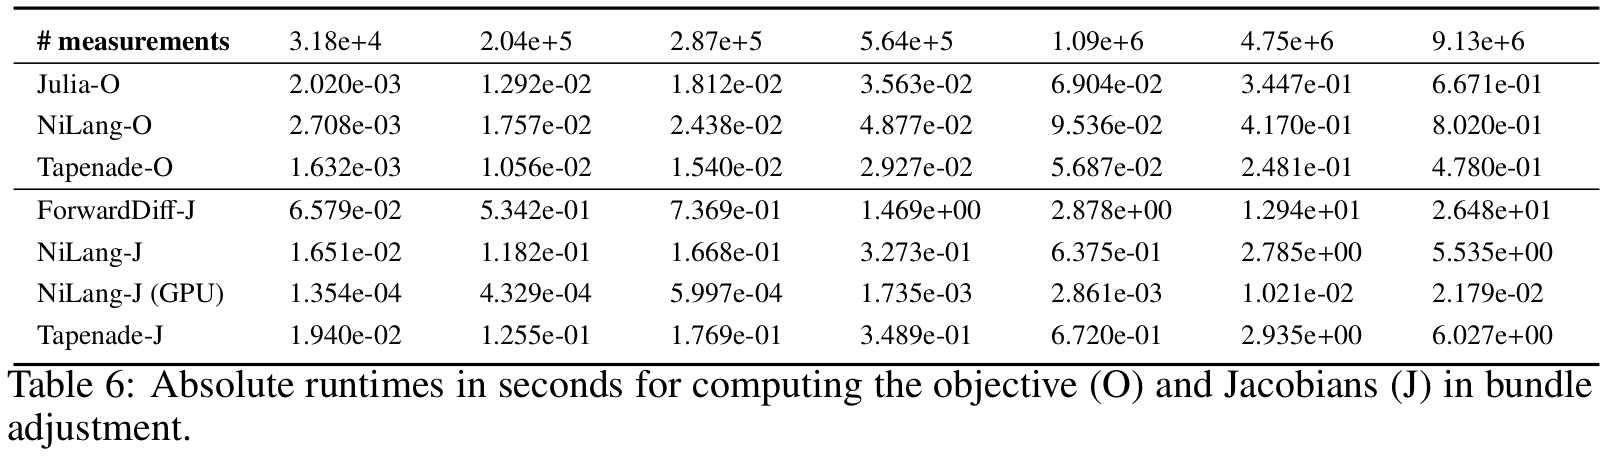 # measurements 3.18e+4 2.04e+5 2.87e+5 5.64e+5 1.09e+6 4.75e+6 9.13e+6
Julia-O 2.020e-03 1.292e-02 1.812e-02 3.563e-02 6.904e-02 3.447e-01 6.671e-01
NiLang-O 2.708e-03 1.757e-02 2.438e-02 4.877e-02 9.536e-02 4.170e-01 8.020e-01
Tapenade-O 1.632e-03 1.056e-02 1.540e-02 2.927e-02 5.687e-02 2.481e-01 4.780e-01
ForwardDiff-J 6.579e-02 5.342e-01 7.369e-01 1.469e+00 2.878e+00 1.294e+01 2.648e+01
NiLang-J 1.651e-02 1.182e-01 1.668e-01 3.273e-01 6.375e-01 2.785e+00 5.535e+00
NiLang-J (GPU) 1.354e-04 4.329e-04 5.997e-04 1.735e-03 2.861e-03 1.021e-02 2.179e-02
Tapenade-J 1.940e-02 1.255e-01 1.769e-01 3.489e-01 6.720e-01 2.935e+00 6.027e+00
Table 6: Absolute runtimes in seconds for computing the objective (O) and Jacobians (J) in bundle
adjustment.